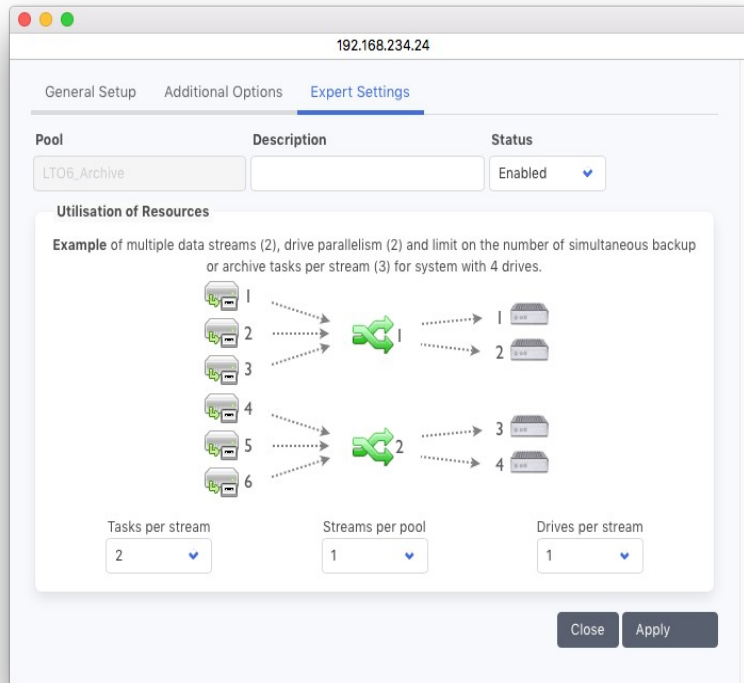 192.168.234.24
General Setup Additional Options Expert Settings
Pool Description Status
LTO6_Archive Enabled
Utilisation of Resources
Example of multiple data streams (2), drive parallelism (2) and limit on the number of simultaneous backup
or archive tasks per stream (3) for system with 4 drives.
1
2
3
1
1
2
4
5
6
2
3
4
Tasks per stream Streams per pool Drives per stream
2 1 1
Close Apply